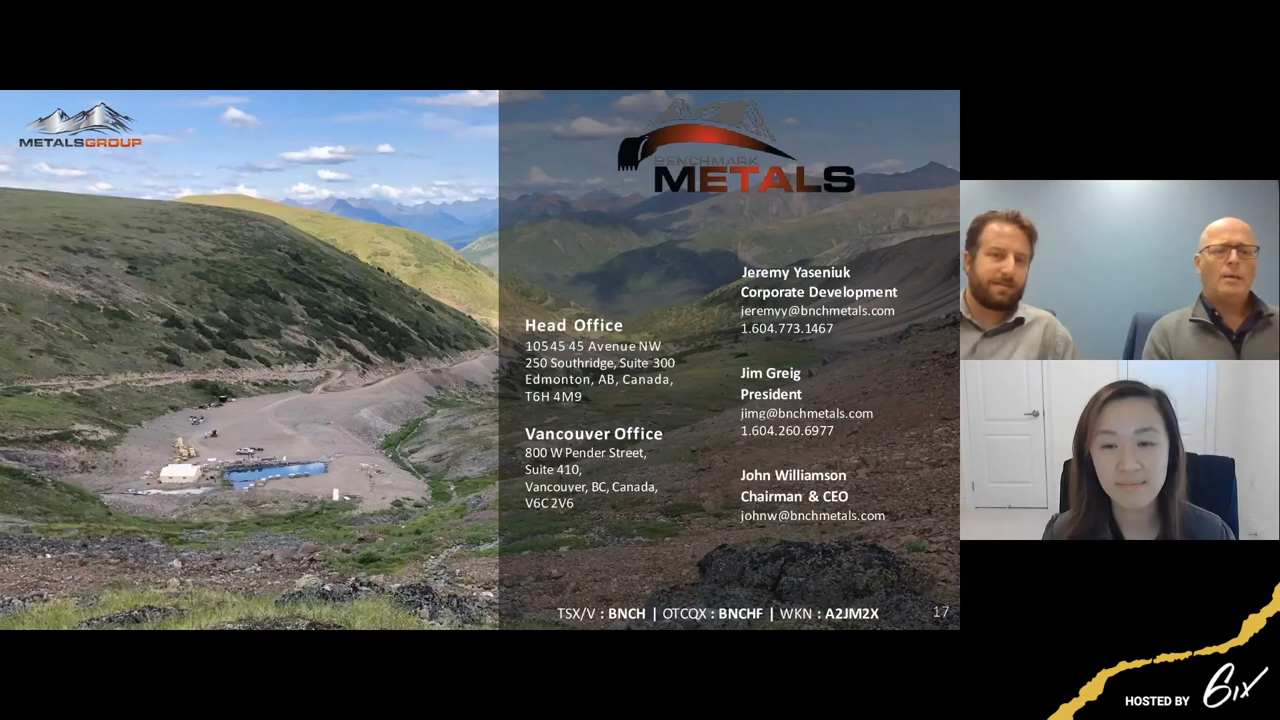 METALSGROUP
BENCHMARK
METALS
Head Office
10545 45 Avenue NW
250 Southridge, Suite 300
Edmonton, AB, Canada,
T6H 4M9
Vancouver Office
800 W Pender Street,
Suite 410,
Vancouver, BC, Canada,
V6C 2V6
Jeremy Yaseniuk
Corporate Development
jeremyy@bnchmetals.com
1.604.773.1467
Jim Greig
President
jimg@bnchmetals.com
1.604.260.6977
John Williamson
Chairman & CEO
johnw@bnchmetals.com
TSX/V : BNCH | OTCQX : BNCHF | WKN : A2JM2X
17
HOSTED BY 6ix